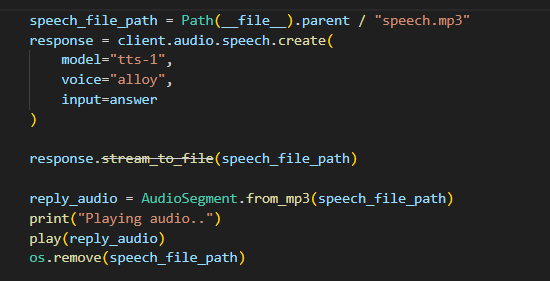 speech_file_path = Path(__file__).parent / "speech.mp3"
response = client.audio.speech.create(
    model="tts-1",
    voice="alloy",
    input=answer
)
response.stream_to_file(speech_file_path)
reply_audio = AudioSegment.from_mp3(speech_file_path)
print("Playing audio..")
play(reply_audio)
os.remove(speech_file_path)